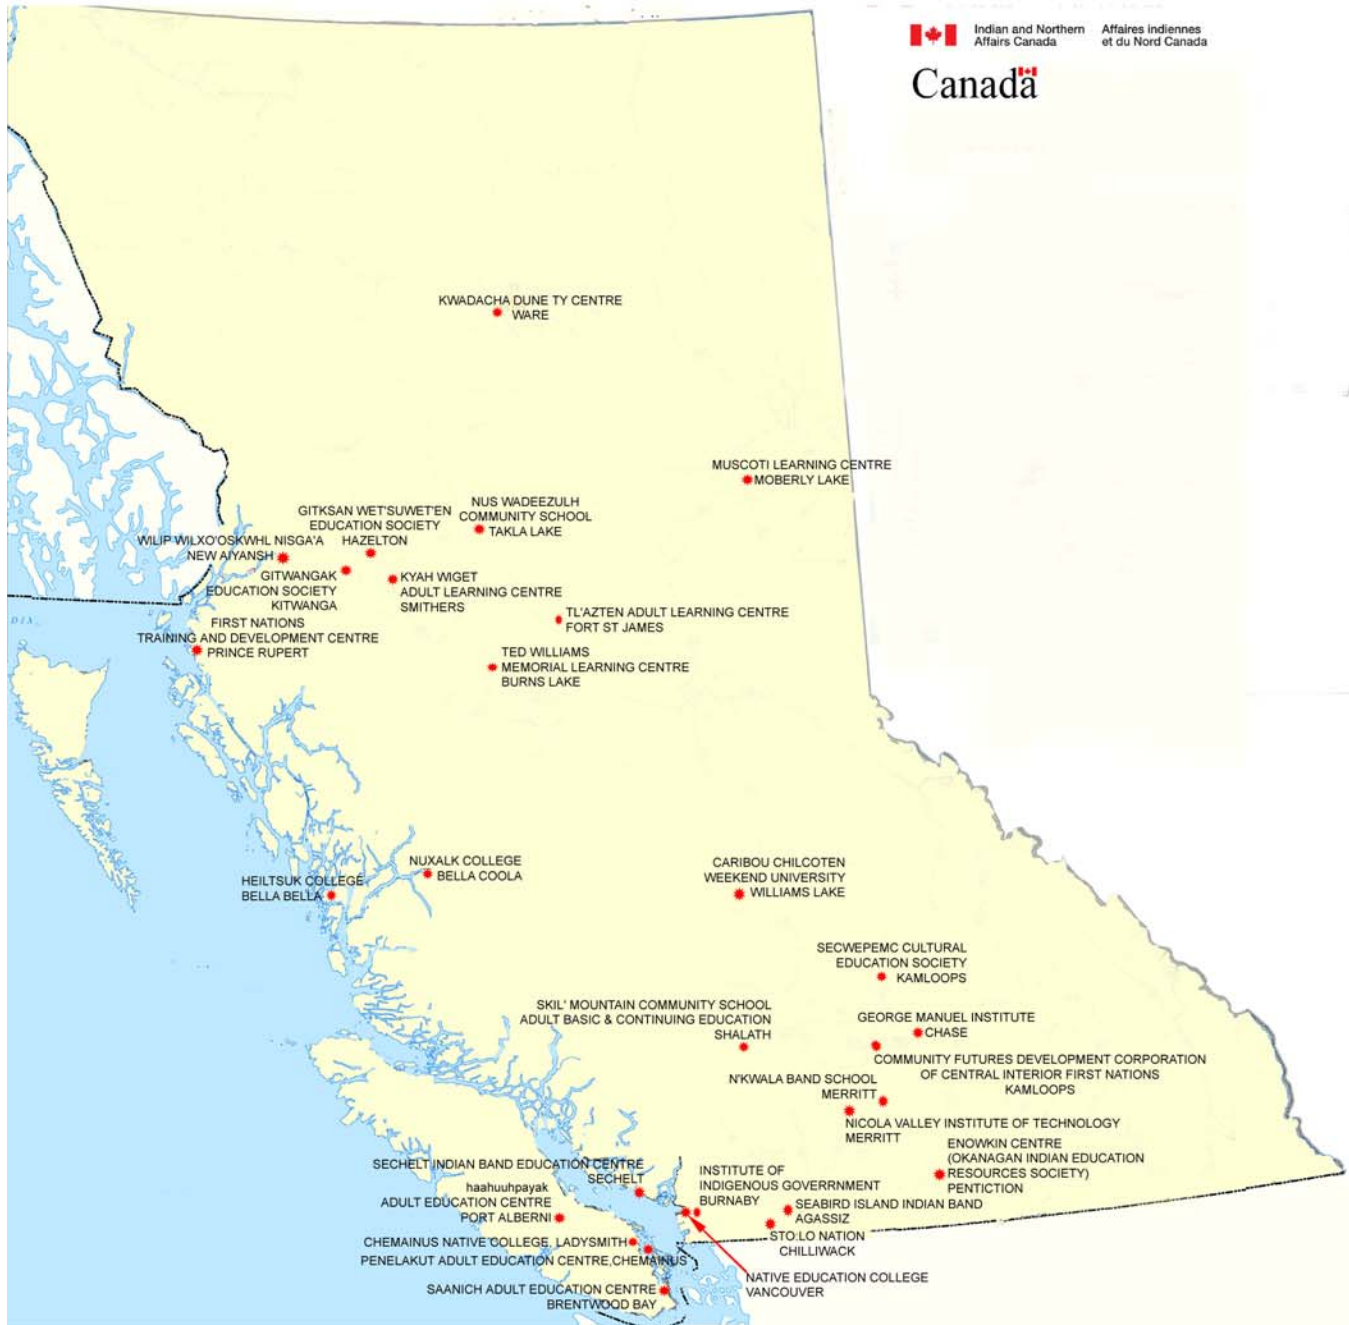 Indian and Northern
Affairs Canada
Affaires indiennes
et du Nord Canada
Canada
KWADACHA DUNE TY CENTRE
WARE
MUSCOTI LEARNING CENTRE
MOBERLY LAKE
NUS WADEEZULH
COMMUNITY SCHOOL
TAKLA LAKE
GITKSAN WET'SUWET'EN
EDUCATION SOCIETY
HAZELTON
WILIP WILXO'OSKWHL NISGA'A
NEW AIYANSH
GITWANGAK
EDUCATION SOCIETY
KITWANGA
KYAH WIGET
ADULT LEARNING CENTRE
SMITHERS
TL'AZTEN ADULT LEARNING CENTRE
FORT ST JAMES
FIRST NATIONS
TRAINING AND DEVELOPMENT CENTRE
PRINCE RUPERT
DIX
TED WILLIAMS
MEMORIAL LEARNING CENTRE
BURNS LAKE
NUXALK COLLEGE
BELLA COOLA
HEILTSUK COLLEGE
BELLA BELLA
CARIBOU CHILCOTEN
WEEKEND UNIVERSITY
WILLIAMS LAKE
SECWEPEMC CULTURAL
EDUCATION SOCIETY
KAMLOOPS
SKIL' MOUNTAIN COMMUNITY SCHOOL
ADULT BASIC & CONTINUING EDUCATION
SHALATH
GEORGE MANUEL INSTITUTE
CHASE
COMMUNITY FUTURES DEVELOPMENT CORPORATION
OF CENTRAL INTERIOR FIRST NATIONS
KAMLOOPS
N'KWALA BAND SCHOOL
MERRITT
NICOLA VALLEY INSTITUTE OF TECHNOLOGY
MERRITT
ENOWKIN CENTRE
(OKANAGAN INDIAN EDUCATION
RESOURCES SOCIETY)
PENTICTION
SECHELT INDIAN BAND EDUCATION CENTRE
SECHELT
INSTITUTE OF
INDIGENOUS GOVERRNMENT
BURNABY
haahuuhpayak
ADULT EDUCATION CENTRE
PORT ALBERNI
SEABIRD ISLAND INDIAN BAND
AGASSIZ
STO:LO NATION
CHILLIWACK
CHEMAINUS NATIVE COLLEGE, LADYSMITH
PENELAKUT ADULT EDUCATION CENTRE,CHEMAINUS
NATIVE EDUCATION COLLEGE
VANCOUVER
SAANICH ADULT EDUCATION CENTRE
BRENTWOOD BAY